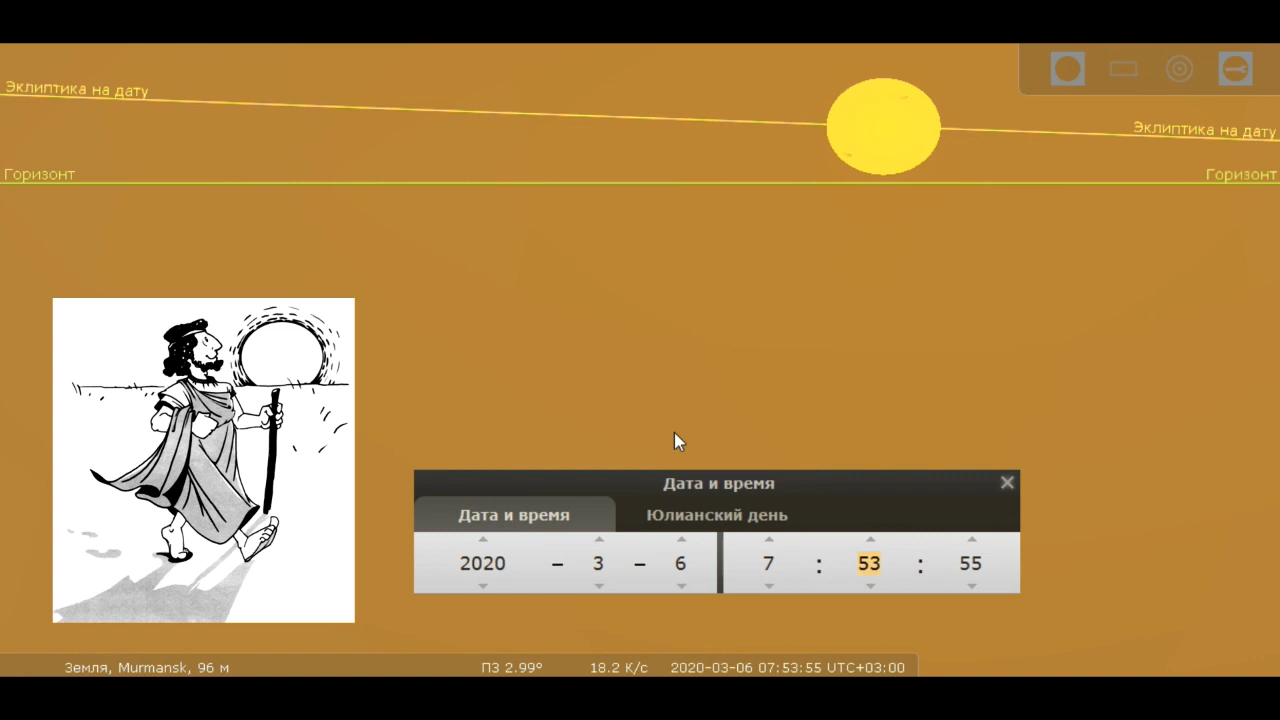 Эклиптика на дату
Эклиптика на дату
Горизонт
Горизонт
Дата и время
Дата и время
Юлианский день
2020 – 3 – 6 7 : 53 : 55
Земля, Murmansk, 96 м
ПЗ 2.99° 18.2 К/с 2020-03-06 07:53:55 UTC+03:00